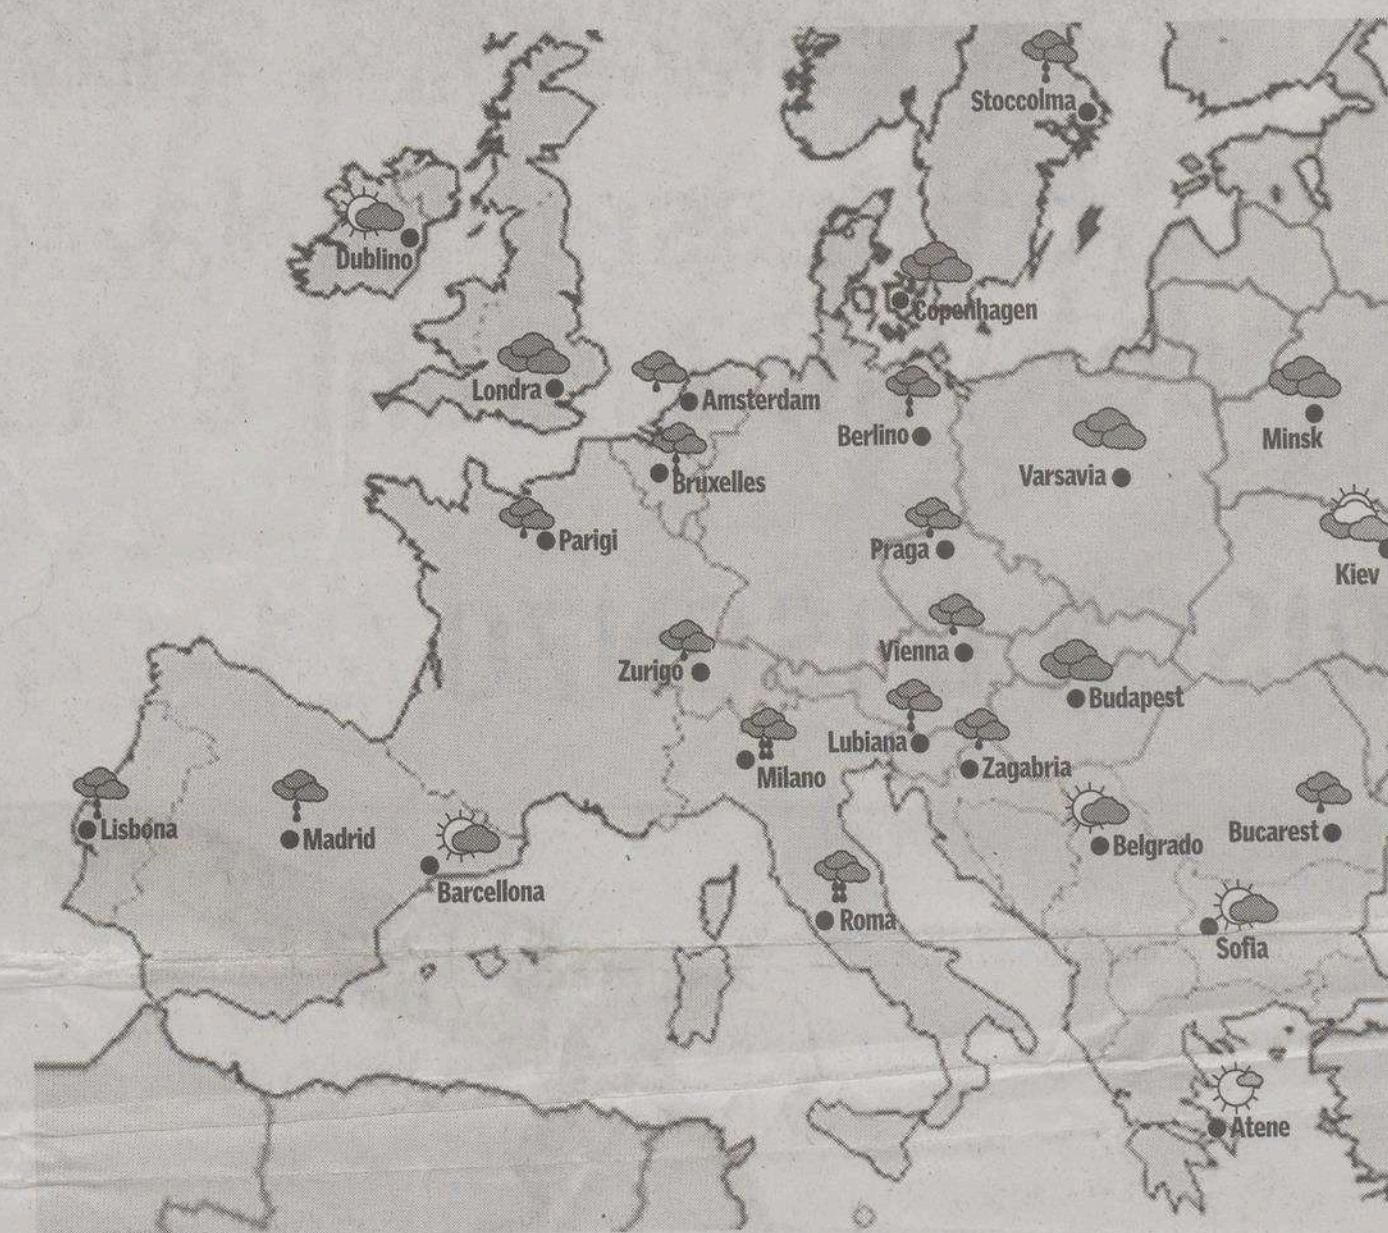 Stoccolma
Dublino
Copenhagen
Londra
Amsterdam
Berlino
Minsk
Varsavia
Bruxelles
Parigi
Praga
Kiev
Vienna
Zurigo
Budapest
Lubiana
Zagabria
Milano
Lisbona
Madrid
Belgrado
Bucarest
Barcellona
Roma
Sofia
Atene